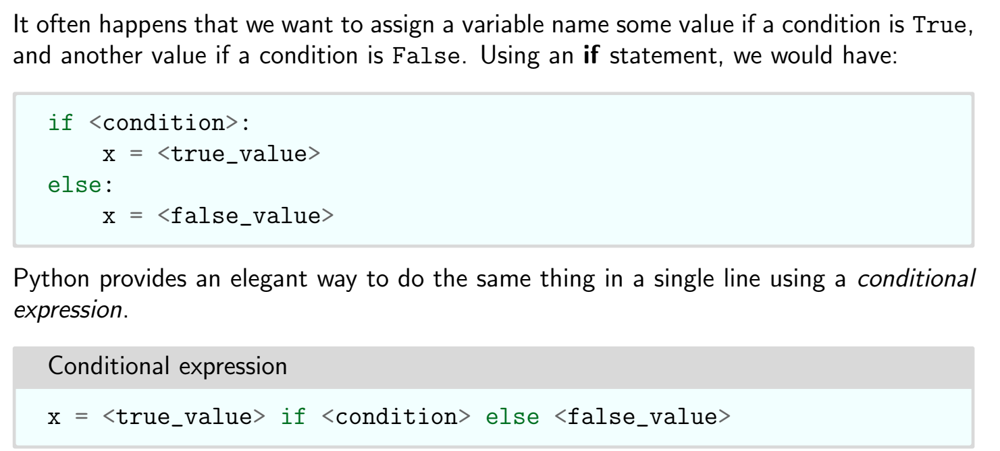 It often happens that we want to assign a variable name some value if a condition is True,
and another value if a condition is False. Using an if statement, we would have:
if <condition>:
    x = <true_value>
else:
    x = <false_value>
Python provides an elegant way to do the same thing in a single line using a conditional
expression.
Conditional expression
x = <true_value> if <condition> else <false_value>